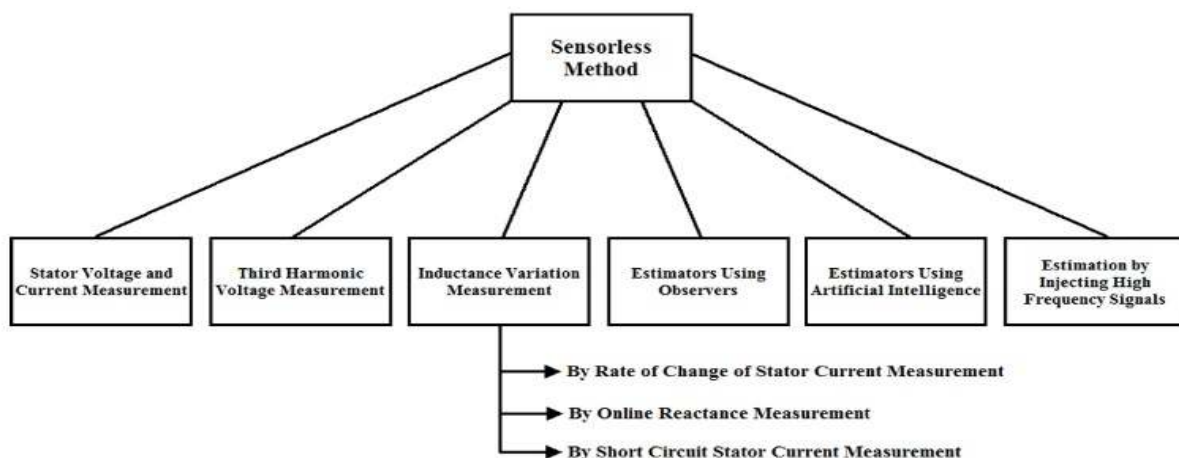 Sensorless
Method
Stator Voltage and
Current Measurement
Third Harmonic
Voltage Measurement
Inductance Variation
Measurement
Estimators Using
Observers
Estimators Using
Artificial Intelligence
Estimation by
Injecting High
Frequency Signals
By Rate of Change of Stator Current Measurement
By Online Reactance Measurement
By Short Circuit Stator Current Measurement